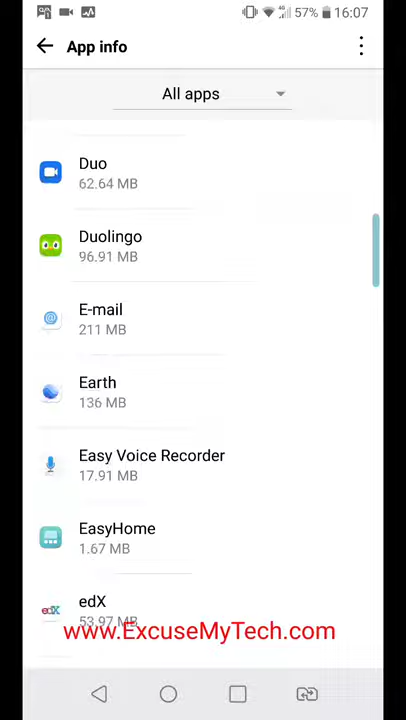 57% 16:07
App info
All apps
Duo
62.64 MB
Duolingo
96.91 MB
E-mail
211 MB
Earth
136 MB
Easy Voice Recorder
17.91 MB
EasyHome
1.67 MB
edX
edX
53.97 MB
www.ExcuseMyTech.com